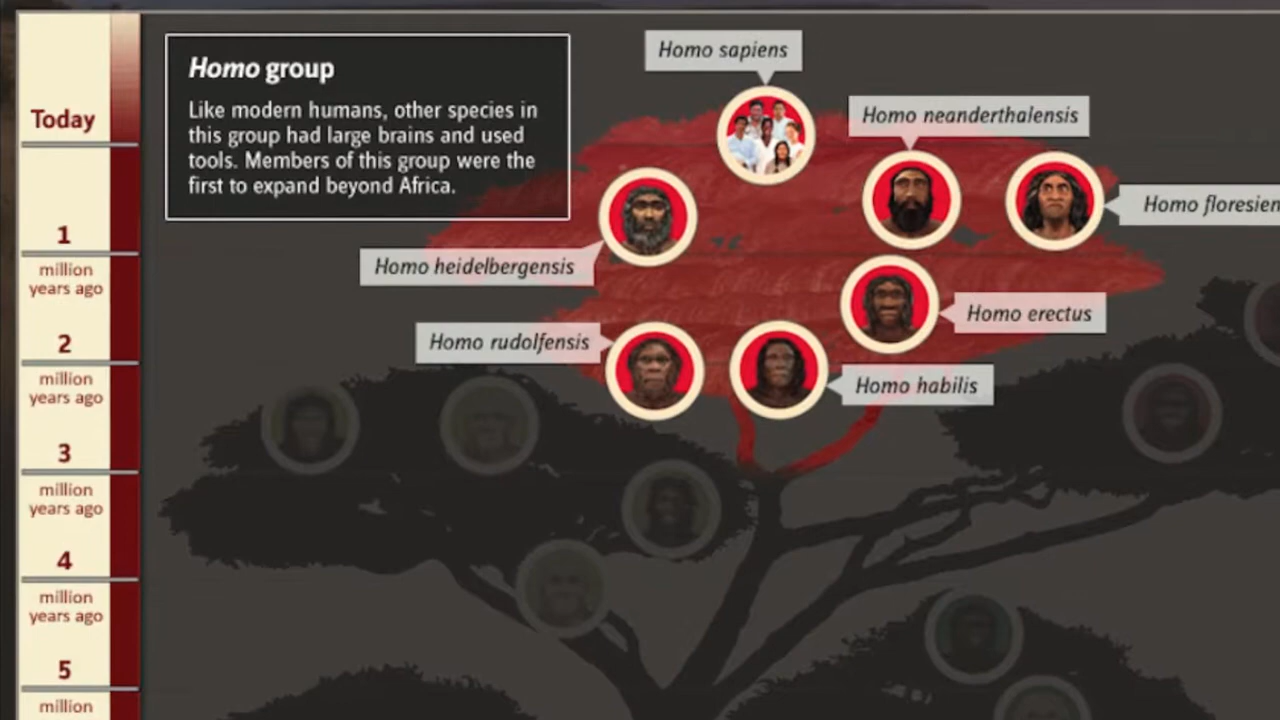 Homo group
Like modern humans, other species in
this group had large brains and used
tools. Members of this group were the
first to expand beyond Africa.
Homo sapiens
Homo neanderthalensis
Homo floresien
Homo heidelbergensis
Homo erectus
Homo rudolfensis
Homo habilis
Today
1
million
years ago
2
million
years ago
3
million
years ago
4
million
years ago
5
million